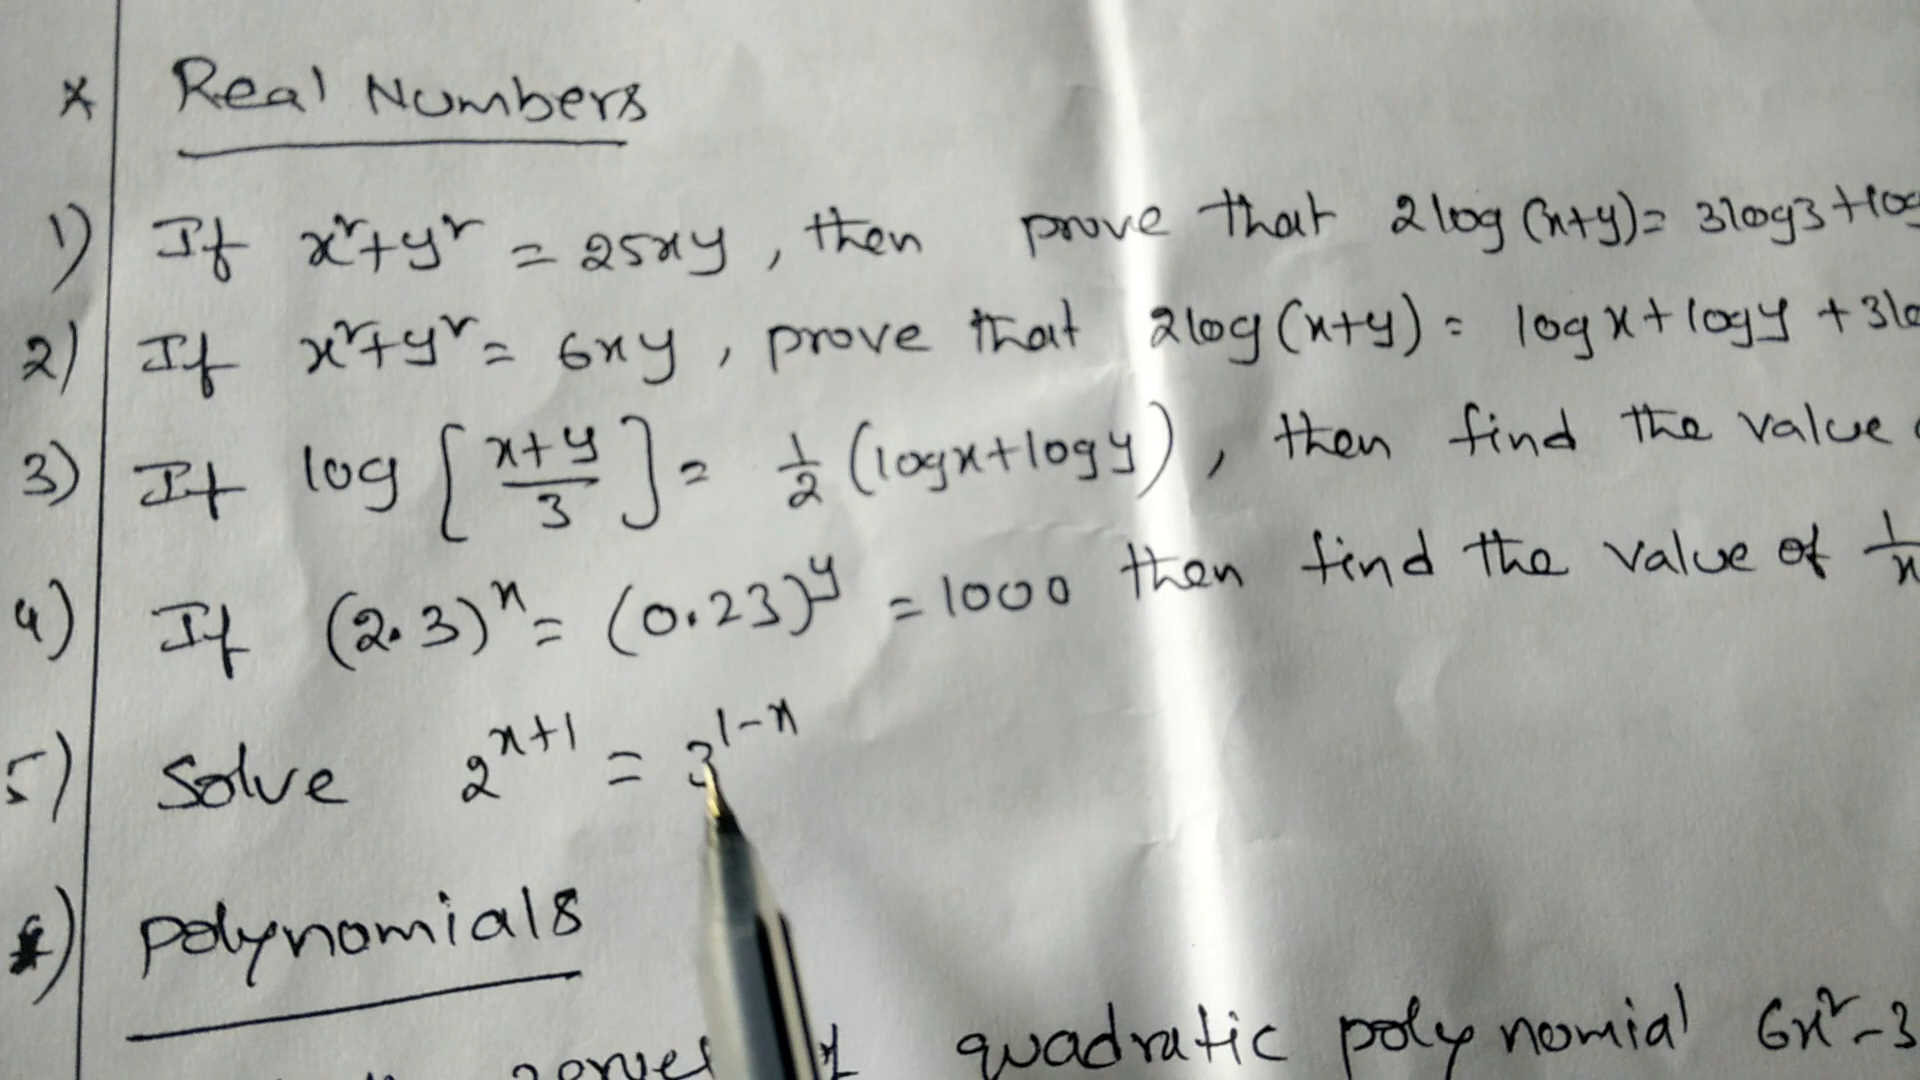 * Real Numbers
1) If x²+y² = 25xy, then prove that 2log(x+y)= 3log3+log
2) If x²+y²= 6xy, prove that 2log(x+y) = logx+logy +3lo
3) If log [x+y/3] = 1/2 (logx+logy), then find the value
4) If (2.3)^x = (0.23)^y = 1000 then find the value of 1/x
5) Solve 2^x+1 = 3^1-x
Polynomials
quadratic polynomial 6x²-3